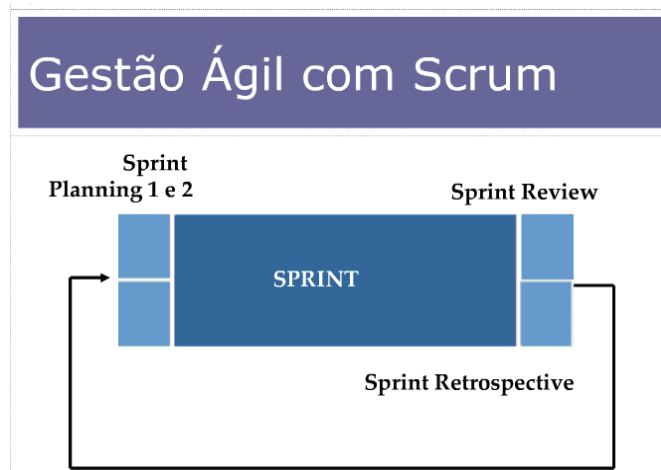 Gestão Ágil com Scrum
Sprint
Planning 1 e 2
Sprint Review
SPRINT
Sprint Retrospective